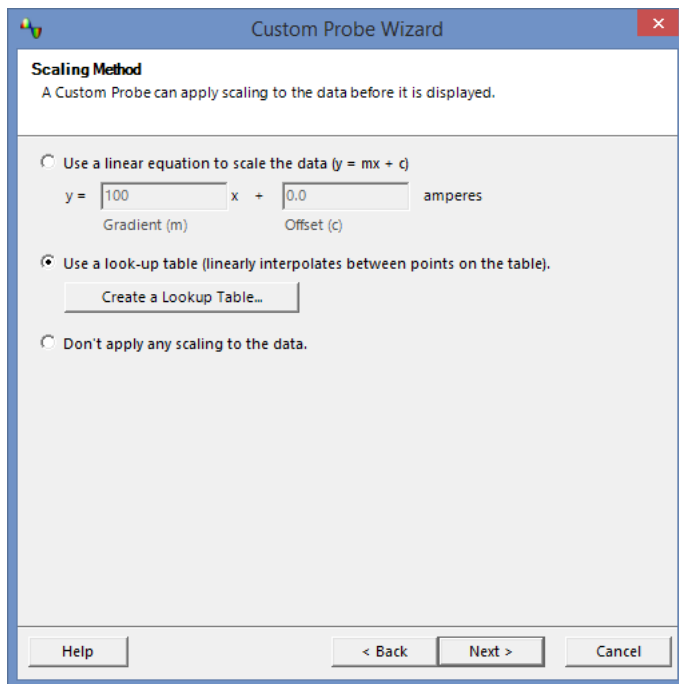 Custom Probe Wizard
Scaling Method
A Custom Probe can apply scaling to the data before it is displayed.
Use a linear equation to scale the data (y = mx + c)
y = 100 x + 0.0 amperes
Gradient (m) Offset (c)
Use a look-up table (linearly interpolates between points on the table).
Create a Lookup Table...
Don't apply any scaling to the data.
Help < Back Next > Cancel